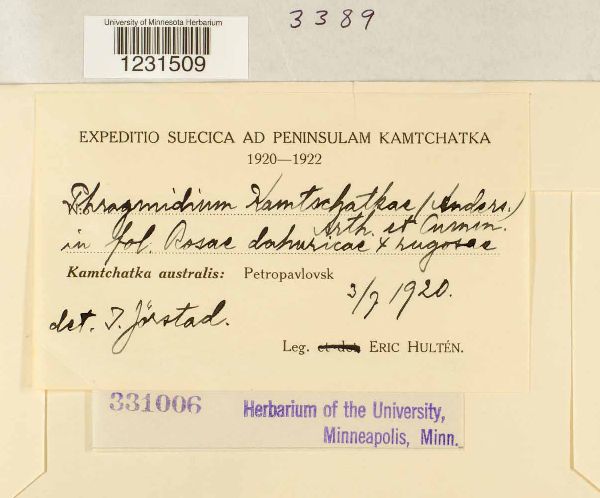 University of Minnesota Herbarium
1231509
3389
EXPEDITIO SUECICA AD PENINSULAM KAMTCHATKA
1920—1922
No Phragmidium Kamtschatkae (Anders.)
Arth. et Cumm.
in fol. Rosae dahuricae & rugosae
Kamtchatka australis: Petropavlovsk
3/7 1920.
det. I. Jörstad.
Leg. et det. ERIC HULTÉN.
331006 Herbarium of the University,
Minneapolis, Minn.